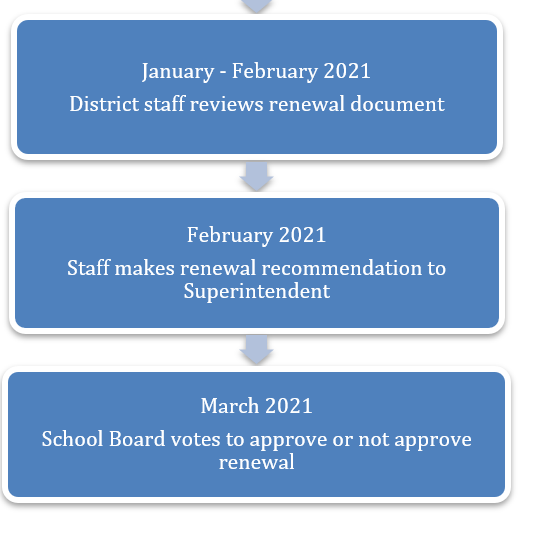 January - February 2021
District staff reviews renewal document
February 2021
Staff makes renewal recommendation to
Superintendent
March 2021
School Board votes to approve or not approve
renewal